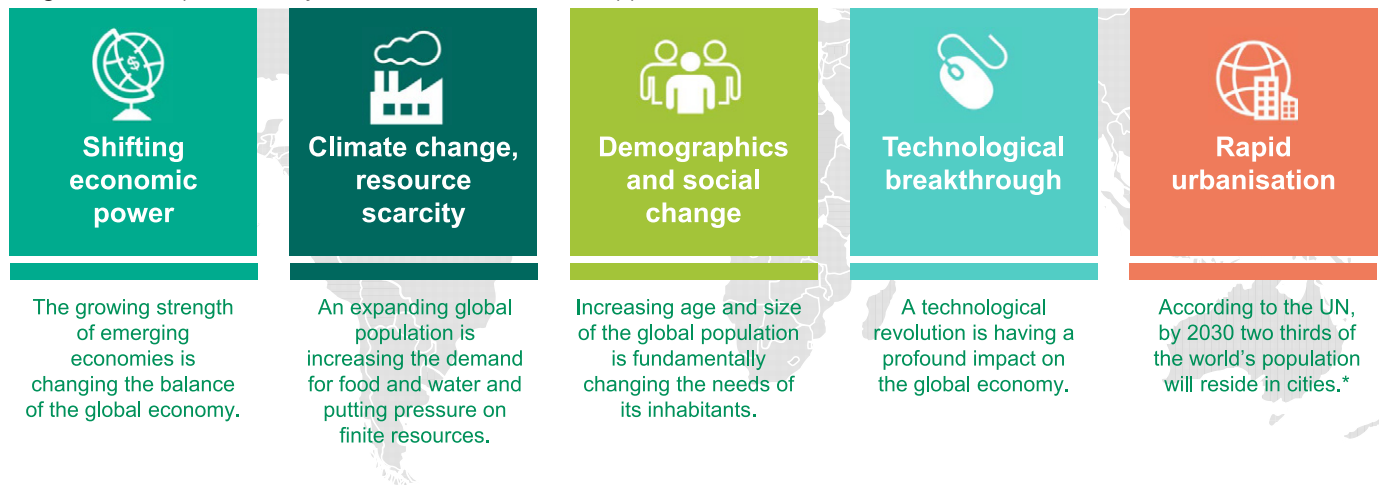 Shifting
economic
power
Climate change,
resource
scarcity
Demographics
and social
change
Technological
breakthrough
Rapid
urbanisation
The growing strength
of emerging
economies is
changing the balance
of the global economy.
An expanding global
population is
increasing the demand
for food and water and
putting pressure on
finite resources.
Increasing age and size
of the global population
is fundamentally
changing the needs of
its inhabitants.
A technological
revolution is having a
profound impact on
the global economy.
According to the UN,
by 2030 two thirds of
the world's population
will reside in cities.*